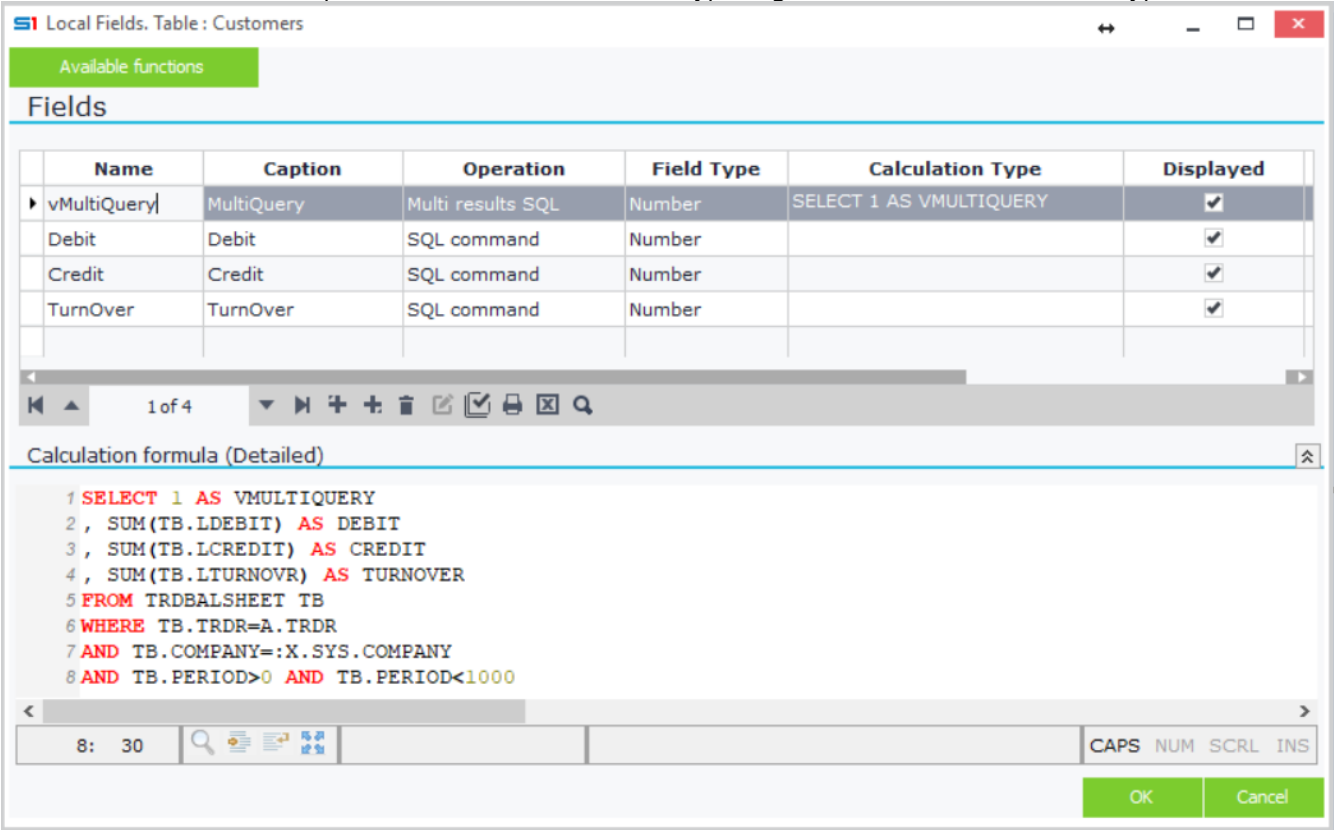 S1 Local Fields. Table : Customers
Available functions
Fields
Name Caption Operation Field Type Calculation Type Displayed
vMultiQuery MultiQuery Multi results SQL Number SELECT 1 AS VMULTIQUERY
Debit Debit SQL command Number
Credit Credit SQL command Number
TurnOver TurnOver SQL command Number
1 of 4
Calculation formula (Detailed)
1 SELECT 1 AS VMULTIQUERY
2 , SUM(TB.LDEBIT) AS DEBIT
3 , SUM(TB.LCREDIT) AS CREDIT
4 , SUM(TB.LTURNOVR) AS TURNOVER
5 FROM TRDBALSHEET TB
6 WHERE TB.TRDR=A.TRDR
7 AND TB.COMPANY=:X.SYS.COMPANY
8 AND TB.PERIOD>0 AND TB.PERIOD<1000
8: 30 CAPS NUM SCRL INS
OK Cancel